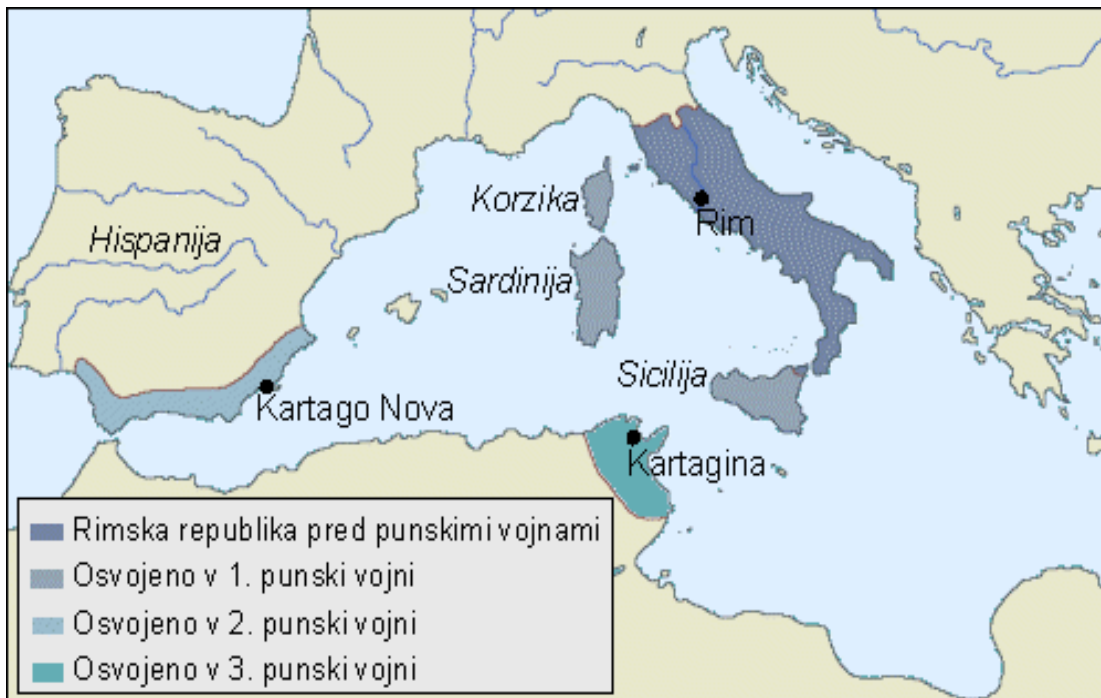 Korzika
Rim
Hispanija
Sardinija
Sicilija
Kartago Nova
Kartagina
Rimska republika pred punskimi vojnami
Osvojeno v 1. punski vojni
Osvojeno v 2. punski vojni
Osvojeno v 3. punski vojni